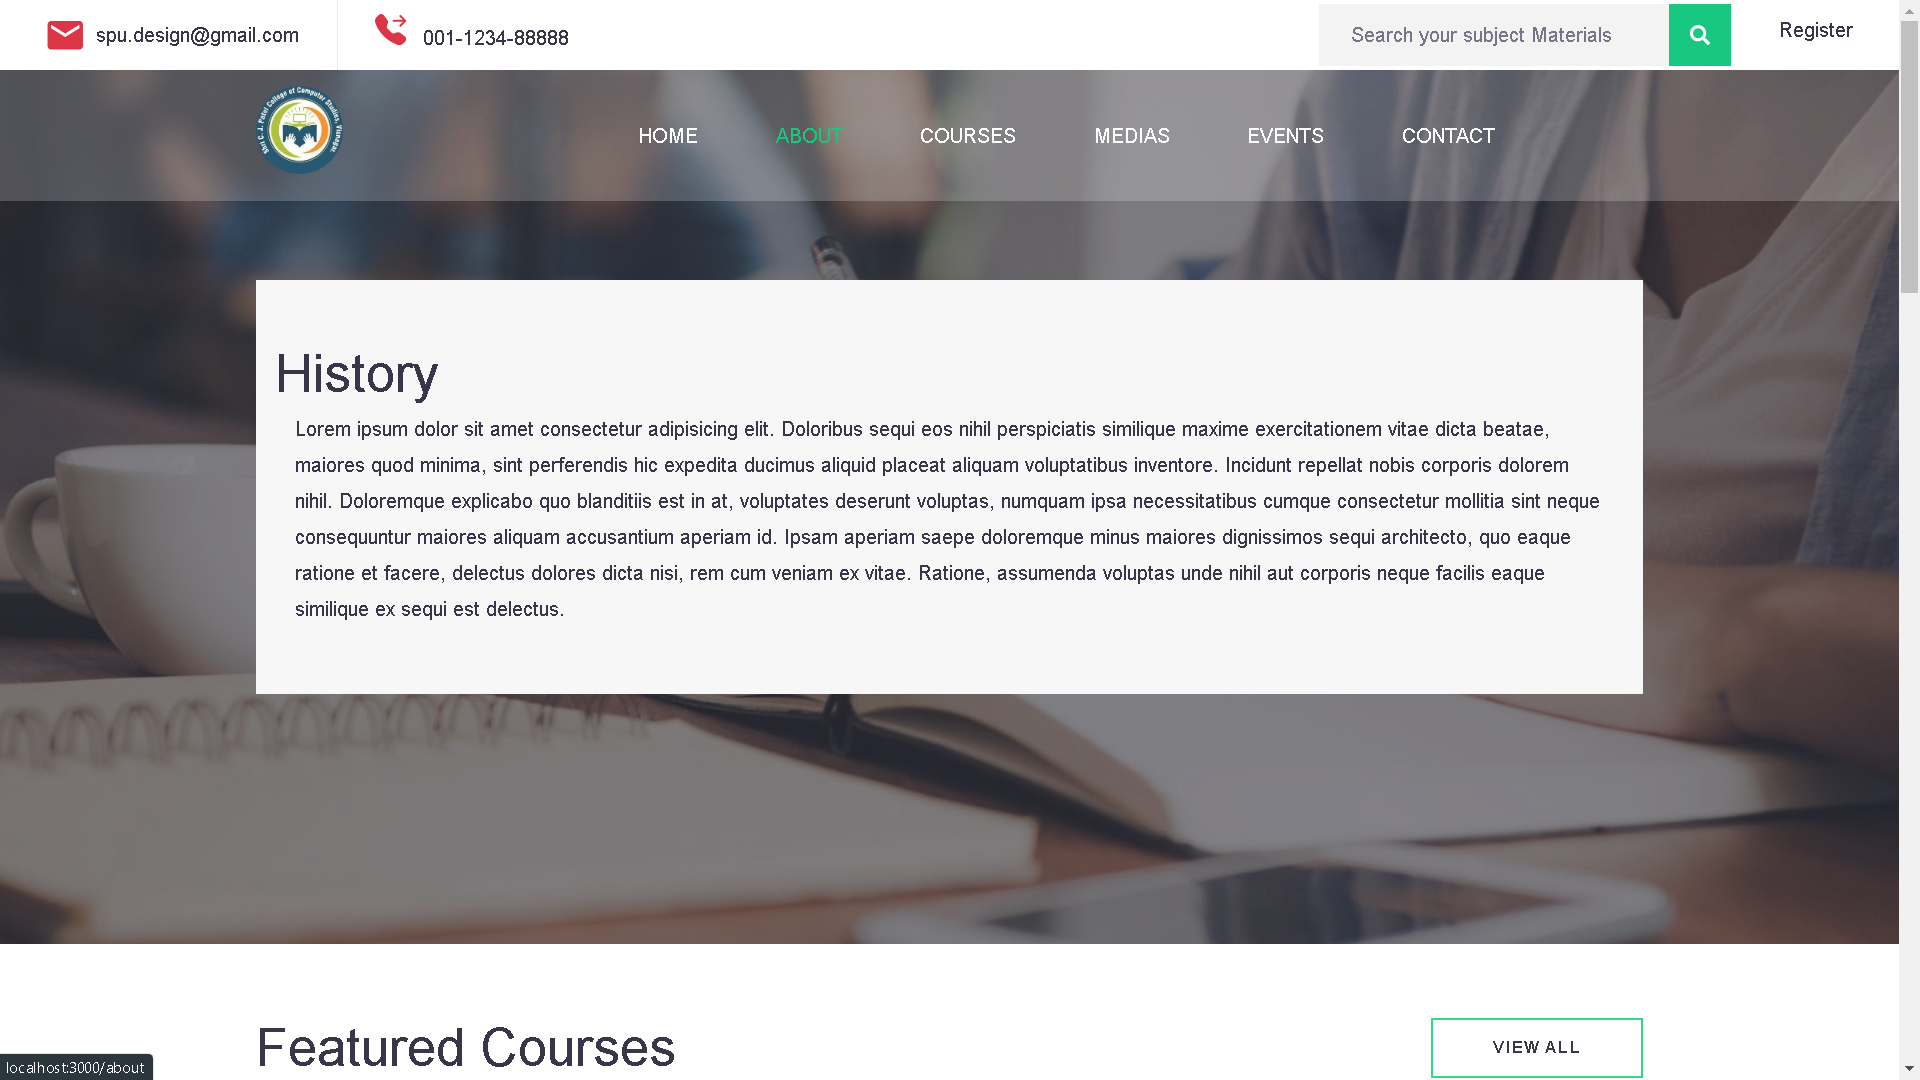 spu.design@gmail.com
001-1234-88888
Search your subject Materials
Register
Shri C. J. Patel College of Computer Studies,
HOME
ABOUT
COURSES
MEDIAS
EVENTS
CONTACT
History
Lorem ipsum dolor sit amet consectetur adipisicing elit. Doloribus sequi eos nihil perspiciatis similique maxime exercitationem vitae dicta beatae,
maiores quod minima, sint perferendis hic expedita ducimus aliquid placeat aliquam voluptatibus inventore. Incidunt repellat nobis corporis dolorem
nihil. Doloremque explicabo quo blanditiis est in at, voluptates deserunt voluptas, numquam ipsa necessitatibus cumque consectetur mollitia sint neque
consequuntur maiores aliquam accusantium aperiam id. Ipsam aperiam saepe doloremque minus maiores dignissimos sequi architecto, quo eaque
ratione et facere, delectus dolores dicta nisi, rem cum veniam ex vitae. Ratione, assumenda voluptas unde nihil aut corporis neque facilis eaque
similique ex sequi est delectus.
Featured Courses
VIEW ALL
localhost:3000/about